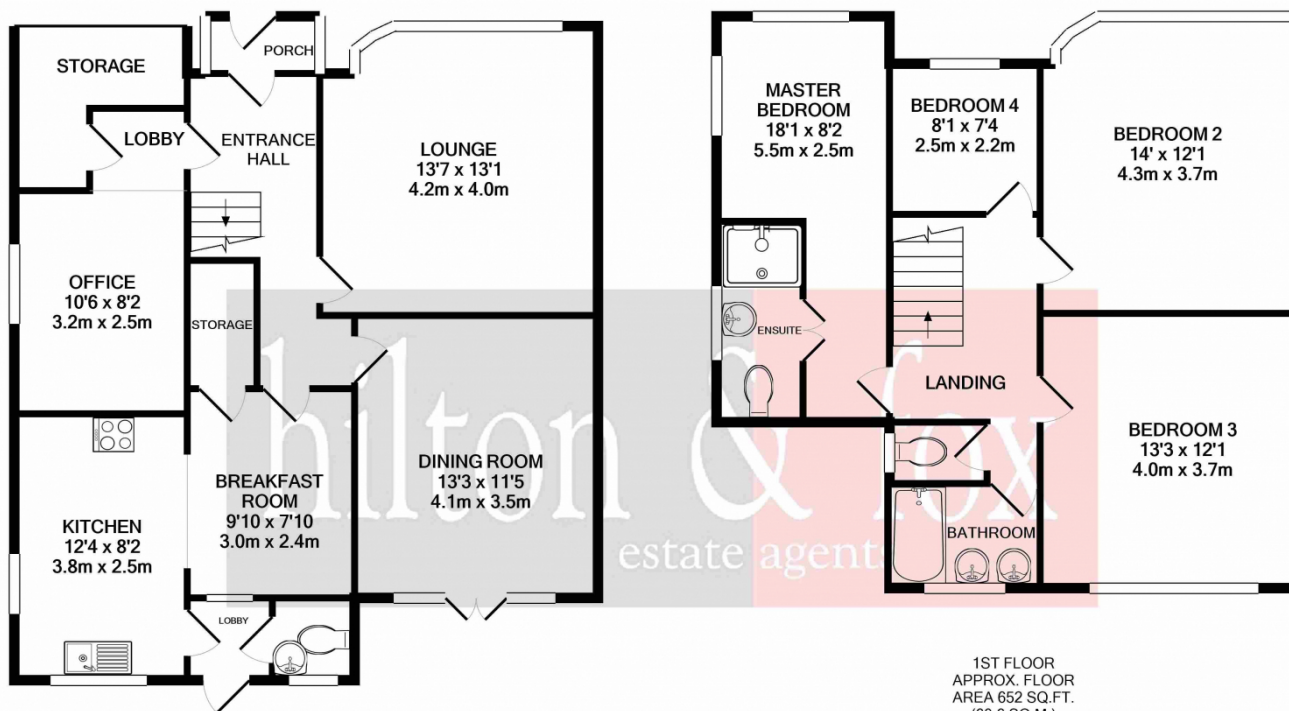 STORAGE
LOBBY
PORCH
ENTRANCE
HALL
LOUNGE
13'7 x 13'1
4.2m x 4.0m
OFFICE
10'6 x 8'2
3.2m x 2.5m
STORAGE
KITCHEN
12'4 x 8'2
3.8m x 2.5m
BREAKFAST
ROOM
9'10 x 7'10
3.0m x 2.4m
DINING ROOM
13'3 x 11'5
4.1m x 3.5m
LOBBY
MASTER
BEDROOM
18'1 x 8'2
5.5m x 2.5m
BEDROOM 4
8'1 x 7'4
2.5m x 2.2m
BEDROOM 2
14' x 12'1
4.3m x 3.7m
ENSUITE
LANDING
BEDROOM 3
13'3 x 12'1
4.0m x 3.7m
BATHROOM
hilton & fox
estate agents
1ST FLOOR
APPROX. FLOOR
AREA 652 SQ.FT.